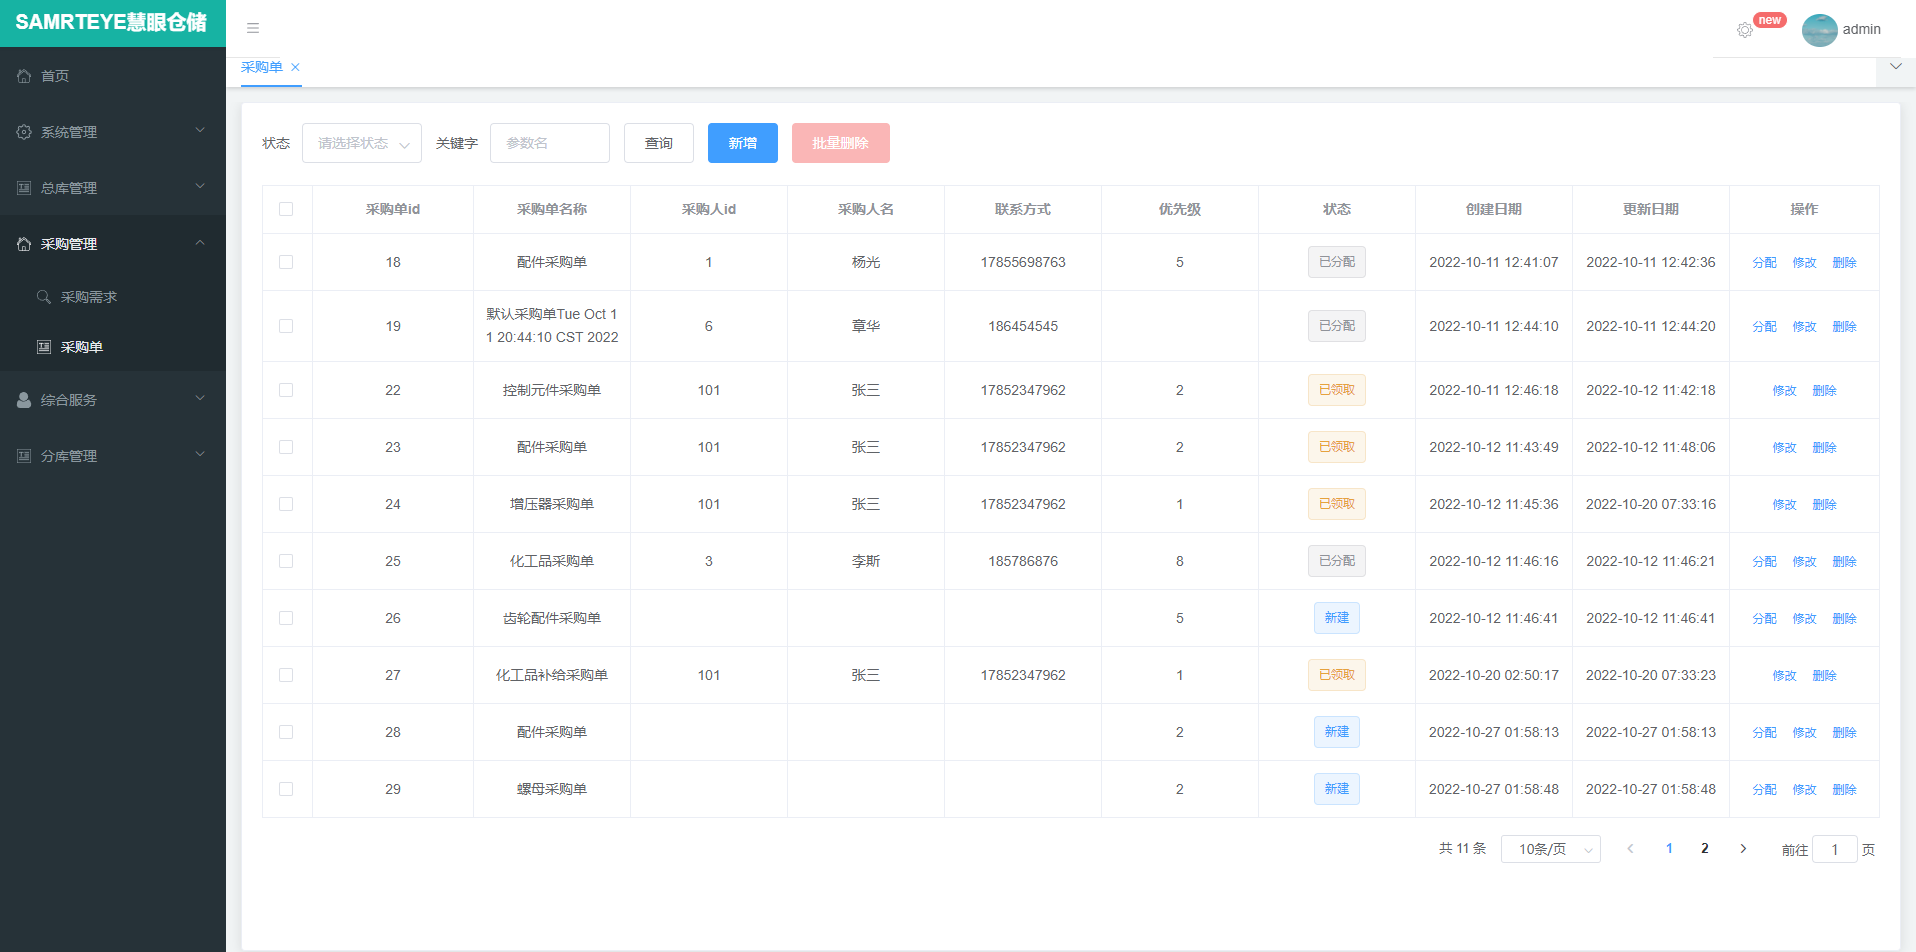 SAMRTEYE慧眼仓储
首页
系统管理
总库管理
采购管理
采购需求
采购单
综合服务
分库管理
new
admin
采购单
状态 请选择状态 关键字 参数名 查询 新增 批量删除
采购单id 采购单名称 采购人id 采购人名 联系方式 优先级 状态 创建日期 更新日期 操作
18 配件采购单 1 杨光 17855698763 5 已分配 2022-10-11 12:41:07 2022-10-11 12:42:36 分配 修改 删除
默认采购单Tue Oct 1
19 1 20:44:10 CST 2022 6 章华 186454545 已分配 2022-10-11 12:44:10 2022-10-11 12:44:20 分配 修改 删除
22 控制元件采购单 101 张三 17852347962 2 已领取 2022-10-11 12:46:18 2022-10-12 11:42:18 修改 删除
23 配件采购单 101 张三 17852347962 2 已领取 2022-10-12 11:43:49 2022-10-12 11:48:06 修改 删除
24 增压器采购单 101 张三 17852347962 1 已领取 2022-10-12 11:45:36 2022-10-20 07:33:16 修改 删除
25 化工品采购单 3 李斯 185786876 8 已分配 2022-10-12 11:46:16 2022-10-12 11:46:21 分配 修改 删除
26 齿轮配件采购单 5 新建 2022-10-12 11:46:41 2022-10-12 11:46:41 分配 修改 删除
27 化工品补给采购单 101 张三 17852347962 1 已领取 2022-10-20 02:50:17 2022-10-20 07:33:23 修改 删除
28 配件采购单 2 新建 2022-10-27 01:58:13 2022-10-27 01:58:13 分配 修改 删除
29 螺母采购单 2 新建 2022-10-27 01:58:48 2022-10-27 01:58:48 分配 修改 删除
共 11 条 10条/页 1 2 前往 1 页